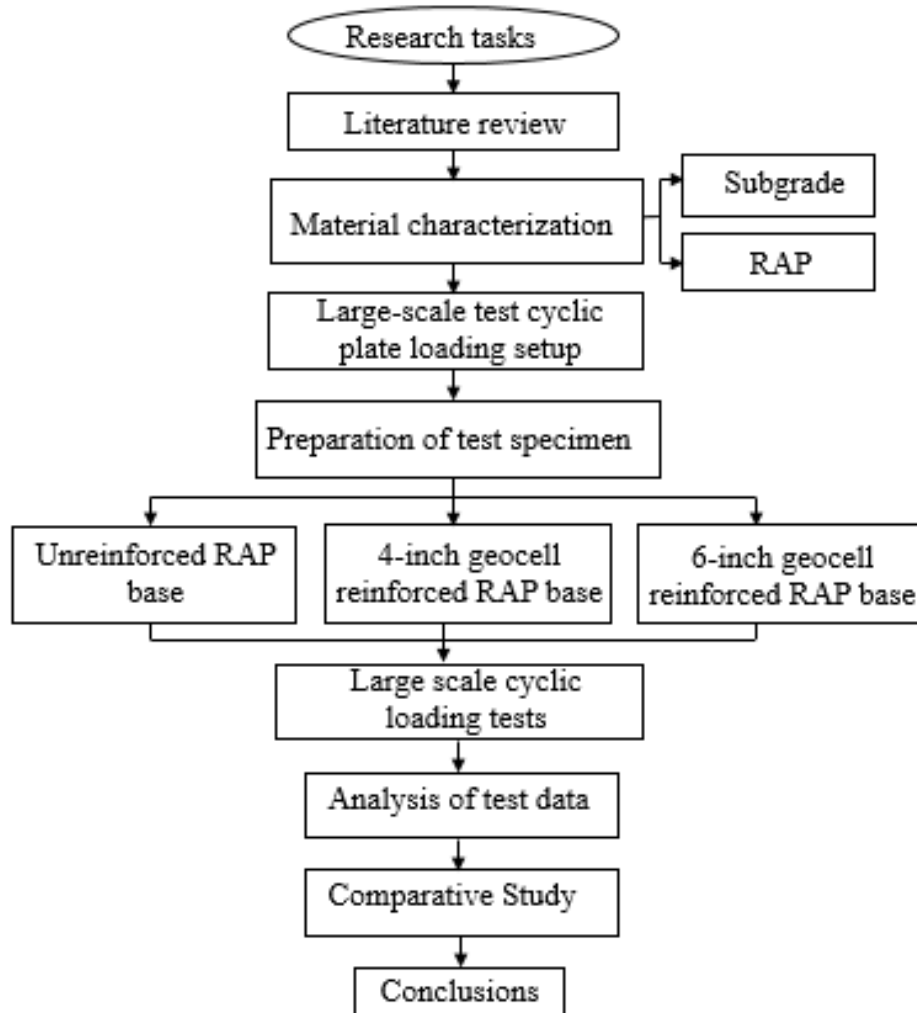 Research tasks
Literature review
Material characterization
Subgrade
RAP
Large-scale test cyclic
plate loading setup
Preparation of test specimen
Unreinforced RAP
base
4-inch geocell
reinforced RAP base
6-inch geocell
reinforced RAP base
Large scale cyclic
loading tests
Analysis of test data
Comparative Study
Conclusions